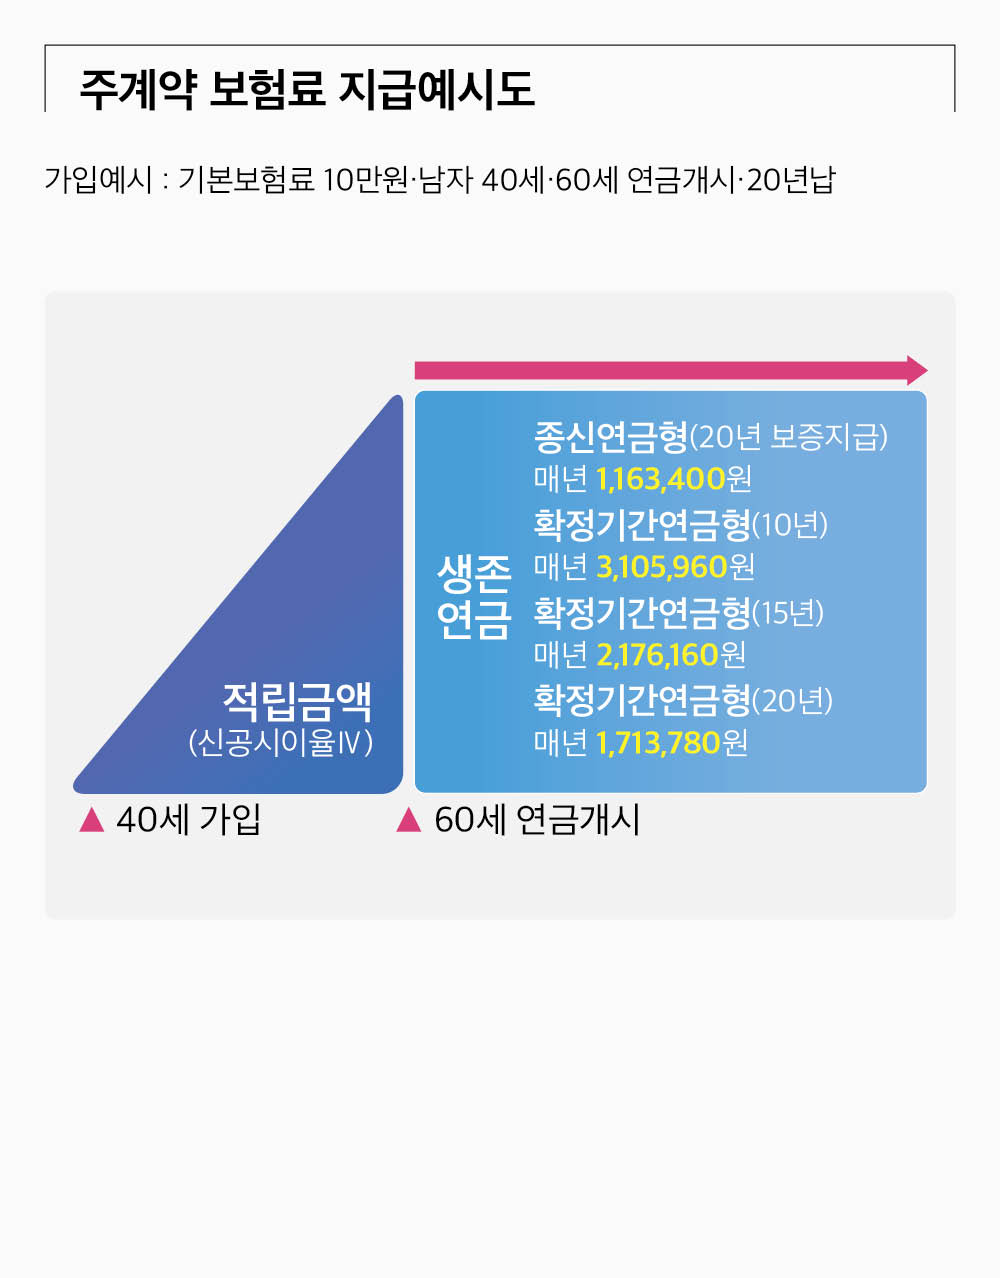 주계약 보험료 지급예시도
가입예시 : 기본보험료 10만원·남자 40세·60세 연금개시·20년납
적립금액
(신공시이율Ⅳ)
생존
연금
종신연금형(20년 보증지급)
매년 1,163,400원
확정기간연금형(10년)
매년 3,105,960원
확정기간연금형(15년)
매년 2,176,160원
확정기간연금형(20년)
매년 1,713,780원
▲ 40세 가입
▲ 60세 연금개시